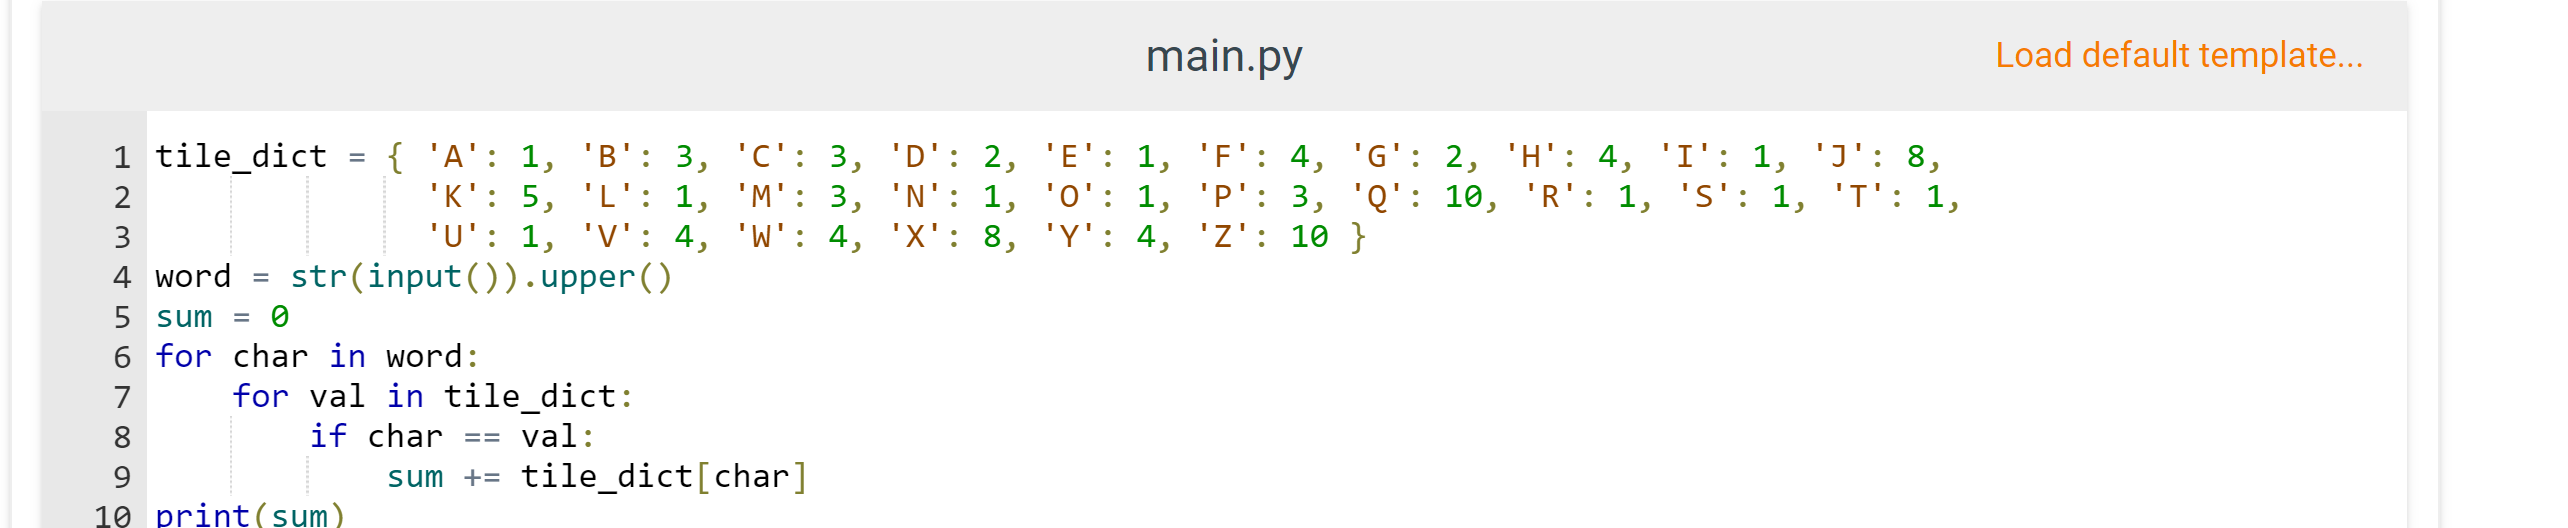 main.py
Load default template...
1 tile_dict = { 'A': 1, 'B': 3, 'C': 3, 'D': 2, 'E': 1, 'F': 4, 'G': 2, 'H': 4, 'I': 1, 'J': 8,
2               'K': 5, 'L': 1, 'M': 3, 'N': 1, 'O': 1, 'P': 3, 'Q': 10, 'R': 1, 'S': 1, 'T': 1,
3               'U': 1, 'V': 4, 'W': 4, 'X': 8, 'Y': 4, 'Z': 10 }
4 word = str(input()).upper()
5 sum = 0
6 for char in word:
7     for val in tile_dict:
8         if char == val:
9             sum += tile_dict[char]
10 print(sum)